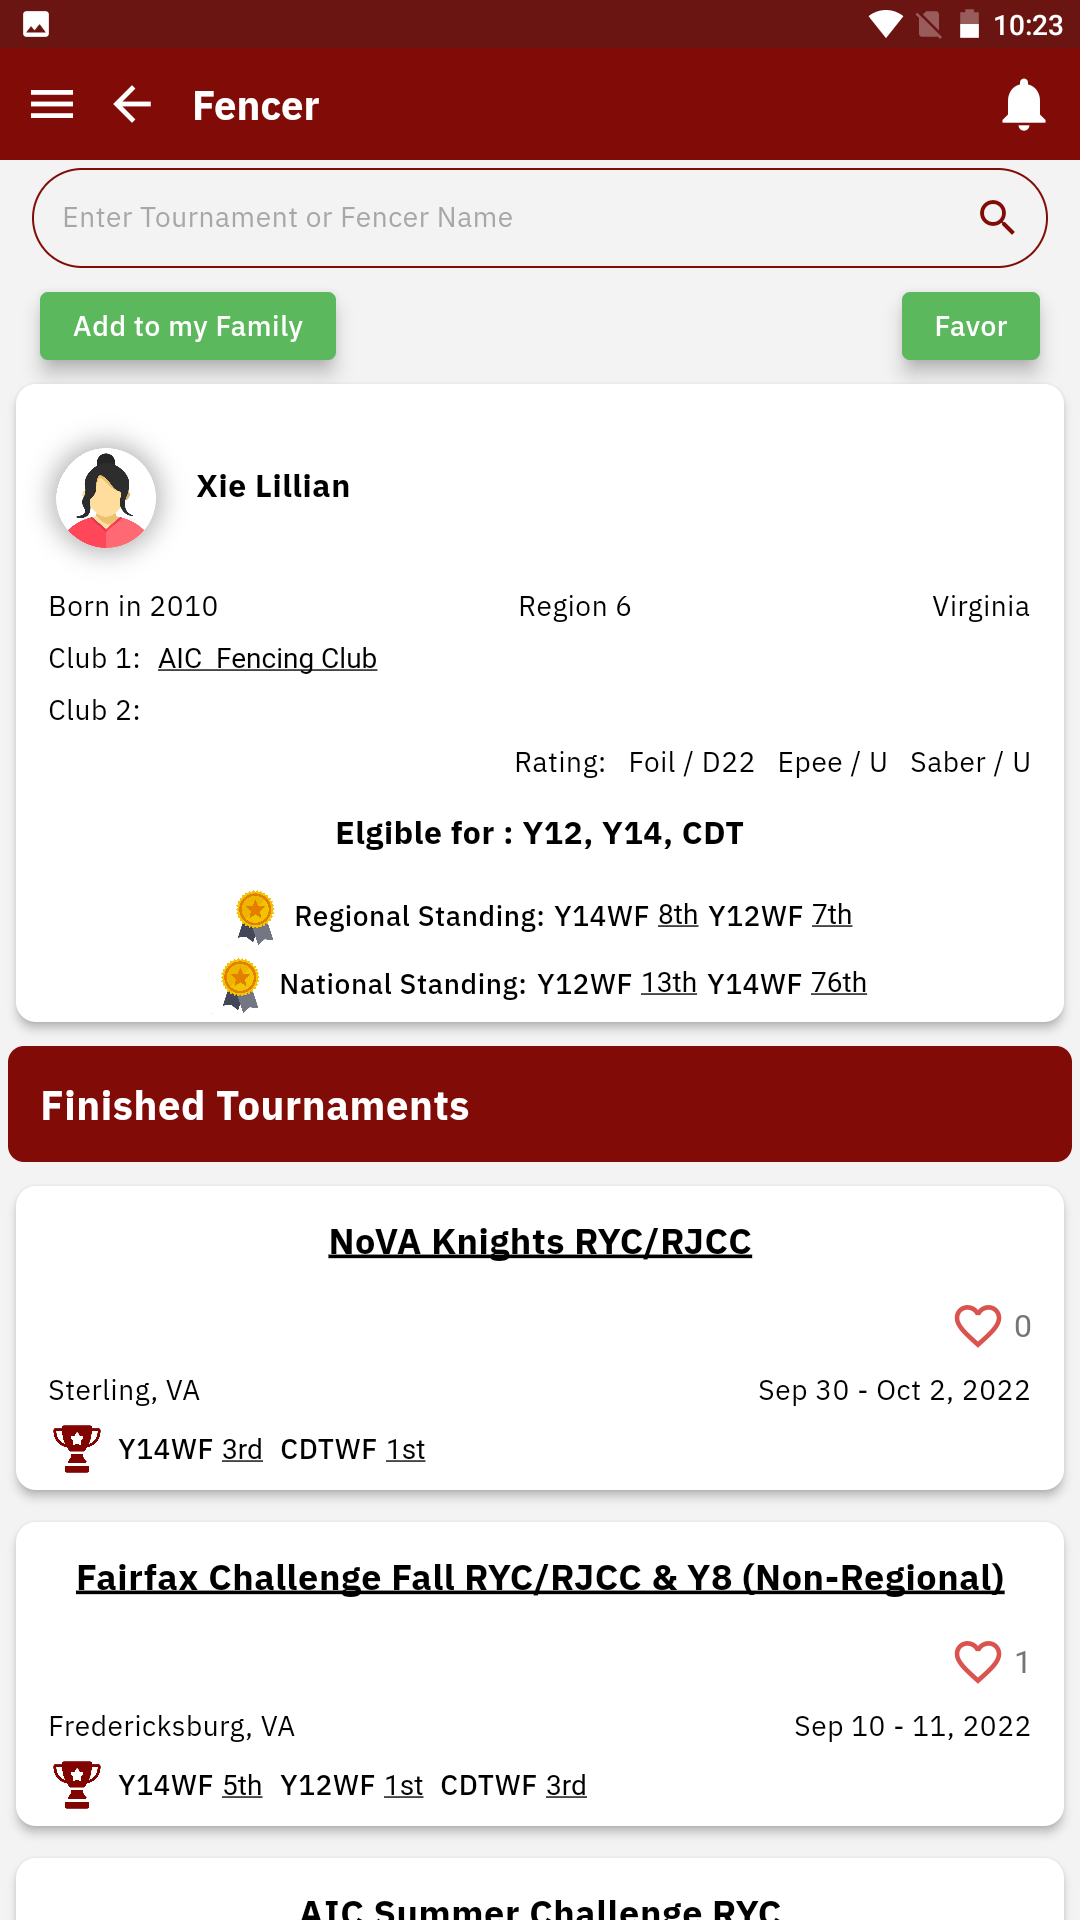 10:23
Fencer
Enter Tournament or Fencer Name
Add to my Family Favor
Xie Lillian
Born in 2010 Region 6 Virginia
Club 1: AIC Fencing Club
Club 2:
Rating: Foil / D22 Epee / U Saber / U
Elgible for : Y12, Y14, CDT
Regional Standing: Y14WF 8th Y12WF 7th
National Standing: Y12WF 13th Y14WF 76th
Finished Tournaments
NoVA Knights RYC/RJCC
0
Sterling, VA Sep 30 - Oct 2, 2022
Y14WF 3rd CDTWF 1st
Fairfax Challenge Fall RYC/RJCC & Y8 (Non-Regional)
1
Fredericksburg, VA Sep 10 - 11, 2022
Y14WF 5th Y12WF 1st CDTWF 3rd
AIC Summer Challenge RYC